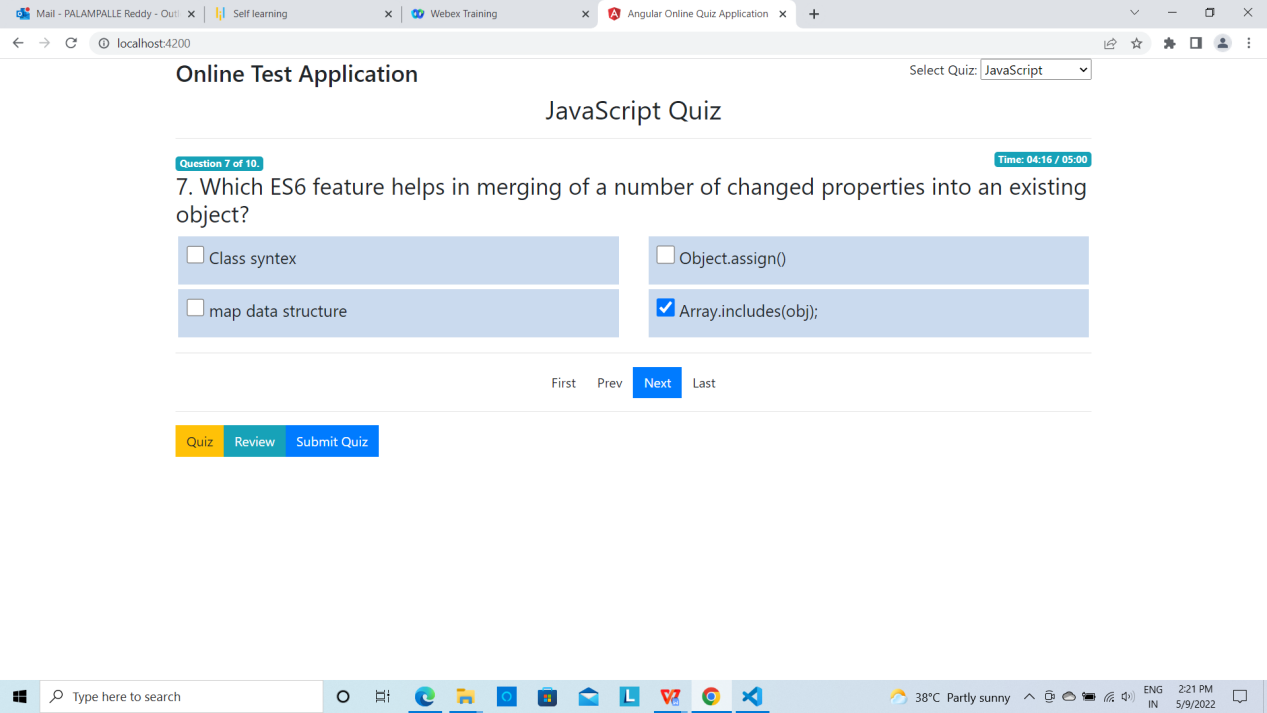 Mail - PALAMPALLE Reddy - Outl
Self learning
Webex Training
Angular Online Quiz Application
localhost:4200
Online Test Application
Select Quiz: JavaScript
JavaScript Quiz
Question 7 of 10.
Time: 04:16 / 05:00
7. Which ES6 feature helps in merging of a number of changed properties into an existing
object?
Class syntex
Object.assign()
map data structure
Array.includes(obj);
First Prev Next Last
Quiz Review Submit Quiz
Type here to search
38°C Partly sunny
ENG
IN
2:21 PM
5/9/2022